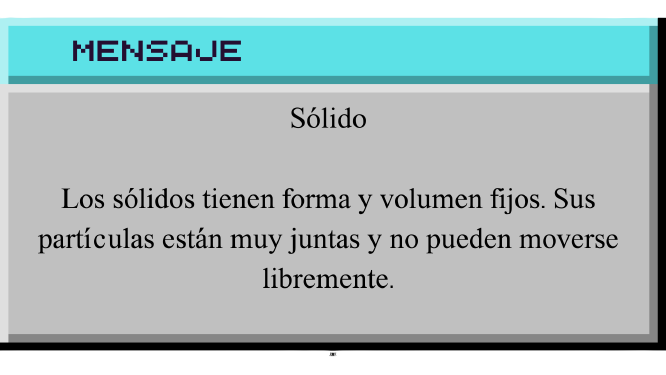 MENSAJE
Sólido
Los sólidos tienen forma y volumen fijos. Sus
partículas están muy juntas y no pueden moverse
libremente.